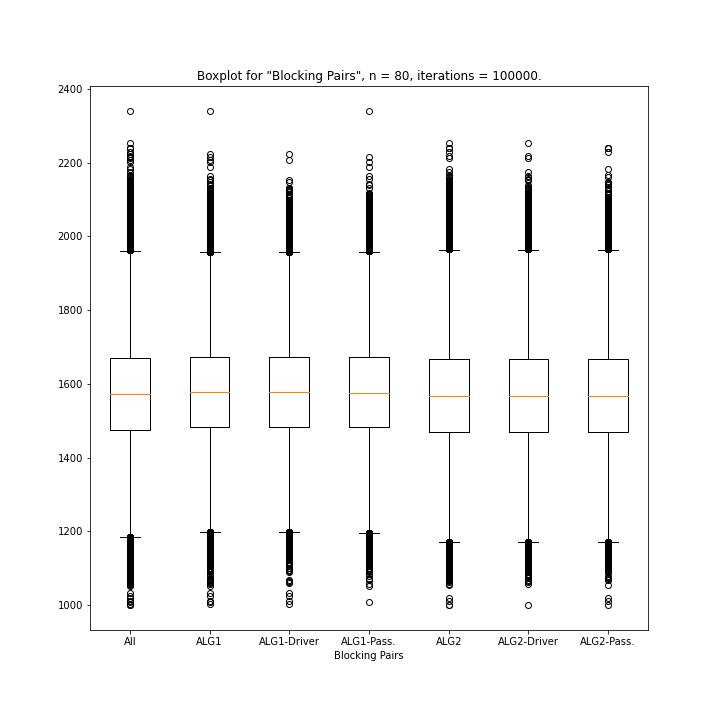 Boxplot for "Blocking Pairs", n = 80, iterations = 100000.
2400
2200
2000
1800
1600
1400
1200
1000
All ALG1 ALG1-Driver ALG1-Pass. ALG2 ALG2-Driver ALG2-Pass.
Blocking Pairs